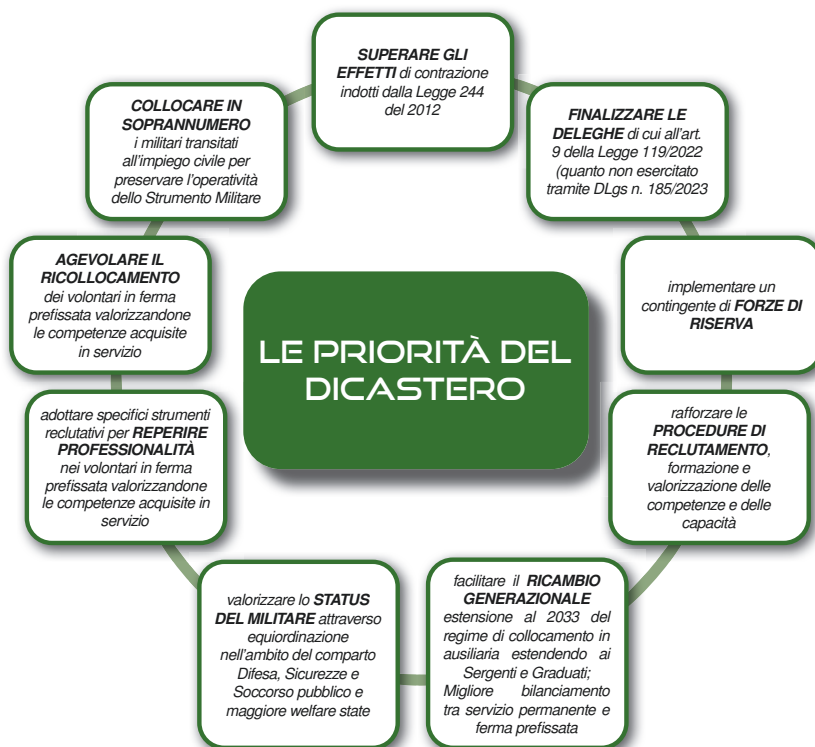 SUPERARE GLI
EFFETTI di contrazione
indotti dalla Legge 244
del 2012
FINALIZZARE LE
DELEGHE di cui all'art.
9 della Legge 119/2022
(quanto non esercitato
tramite DLgs n. 185/2023
implementare un
contingente di FORZE DI
RISERVA
rafforzare le
PROCEDURE DI
RECLUTAMENTO,
formazione e
valorizzazione delle
competenze e delle
capacità
facilitare il RICAMBIO
GENERAZIONALE
estensione al 2033 del
regime di collocamento in
ausiliaria estendendo ai
Sergenti e Graduati;
Migliore bilanciamento
tra servizio permanente e
ferma prefissata
valorizzare lo STATUS
DEL MILITARE attraverso
equiordinazione
nell'ambito del comparto
Difesa, Sicurezze e
Soccorso pubblico e
maggiore welfare state
adottare specifici strumenti
reclutativi per REPERIRE
PROFESSIONALITÀ
nei volontari in ferma
prefissata valorizzandone
le competenze acquisite in
servizio
AGEVOLARE IL
RICOLLOCAMENTO
dei volontari in ferma
prefissata valorizzandone
le competenze acquisite
in servizio
COLLOCARE IN
SOPRANNUMERO
i militari transitati
all'impiego civile per
preservare l'operatività
dello Strumento Militare
LE PRIORITÀ DEL
DICASTERO